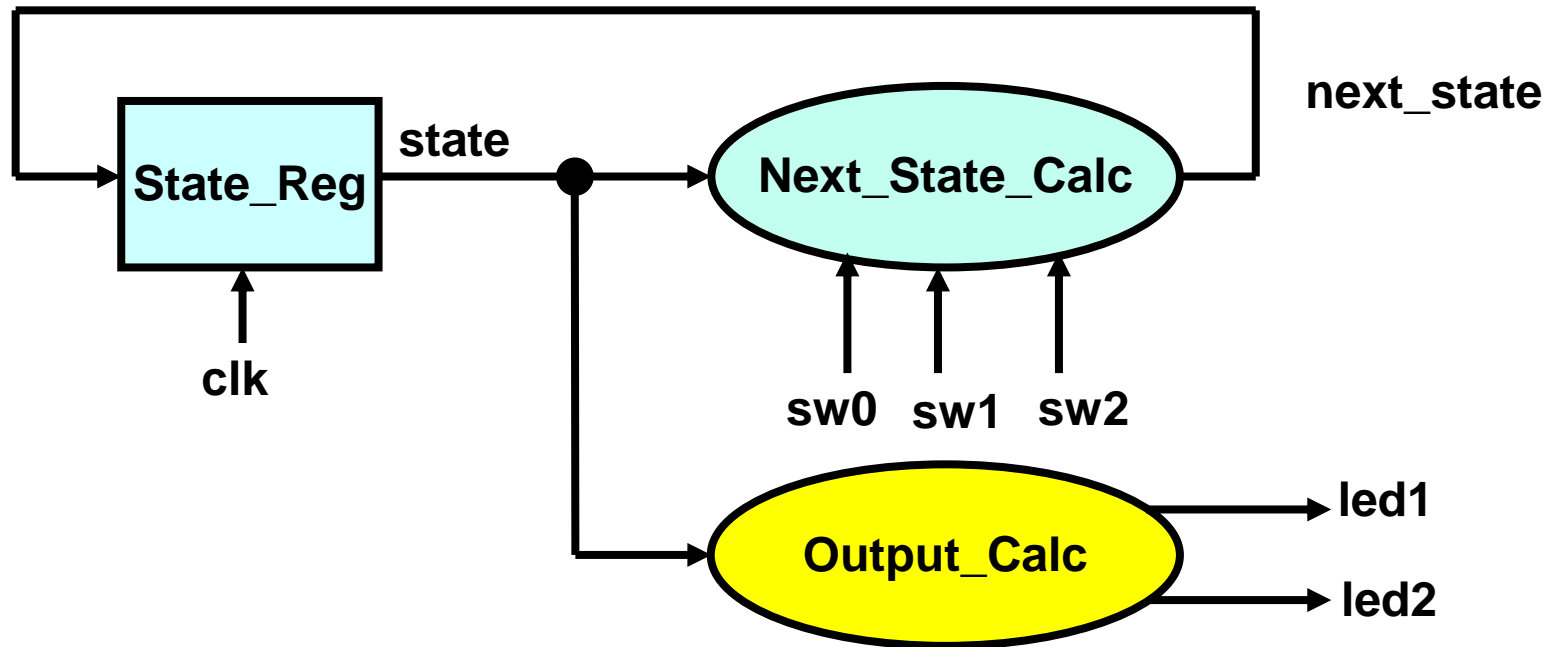 next_state
state
State_Reg
Next_State_Calc
clk
sw0
sw1
sw2
led1
Output_Calc
led2